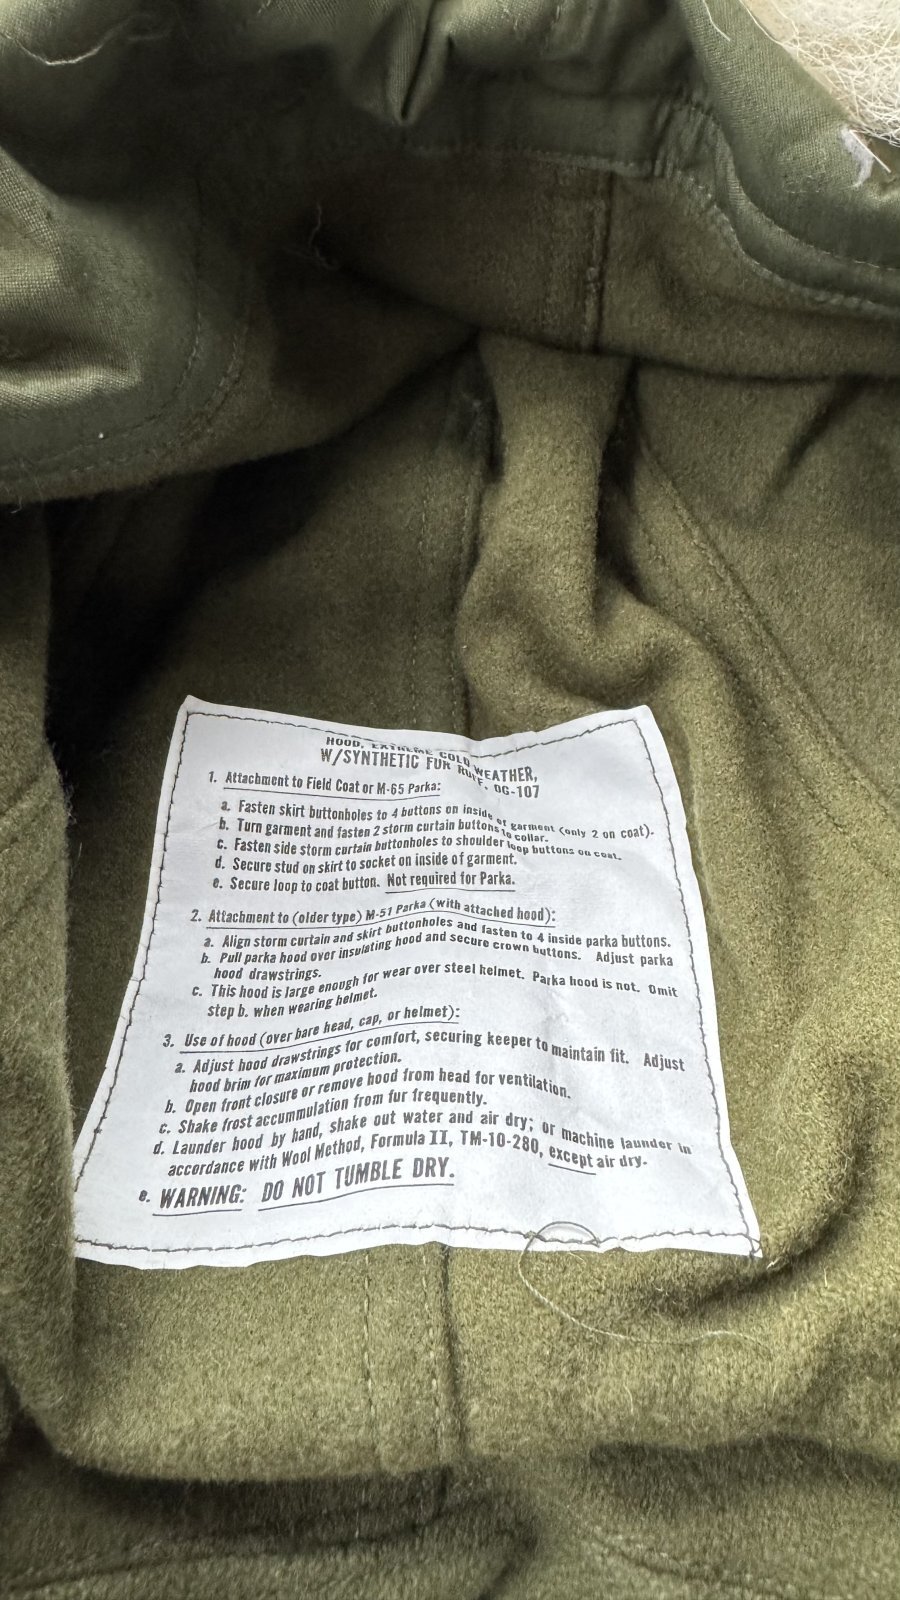 HOOD, EXTREME COLD WEATHER,
W/SYNTHETIC FUR RUFF, OG-107
1. Attachment to Field Coat or M-65 Parka:
a. Fasten skirt buttonholes to 4 buttons on inside of garment (only 2 on coat).
b. Turn garment and fasten 2 storm curtain buttons to collar.
c. Fasten side storm curtain buttonholes to shoulder loop buttons on coat.
d. Secure stud on skirt to socket on inside of garment.
e. Secure loop to coat button. Not required for Parka.
2. Attachment to (older type) M-51 Parka (with attached hood):
a. Align storm curtain and skirt buttonholes and fasten to 4 inside parka buttons.
b. Pull parka hood over insulating hood and secure crown buttons. Adjust parka
hood drawstrings.
c. This hood is large enough for wear over steel helmet. Parka hood is not. Omit
step b. when wearing helmet.
3. Use of hood (over bare head, cap, or helmet):
a. Adjust hood drawstrings for comfort, securing keeper to maintain fit. Adjust
hood brim for maximum protection.
b. Open front closure or remove hood from head for ventilation.
c. Shake frost accummulation from fur frequently.
d. Launder hood by hand, shake out water and air dry; or machine launder in
accordance with Wool Method, Formula II, TM-10-280, except air dry.
e. WARNING: DO NOT TUMBLE DRY.